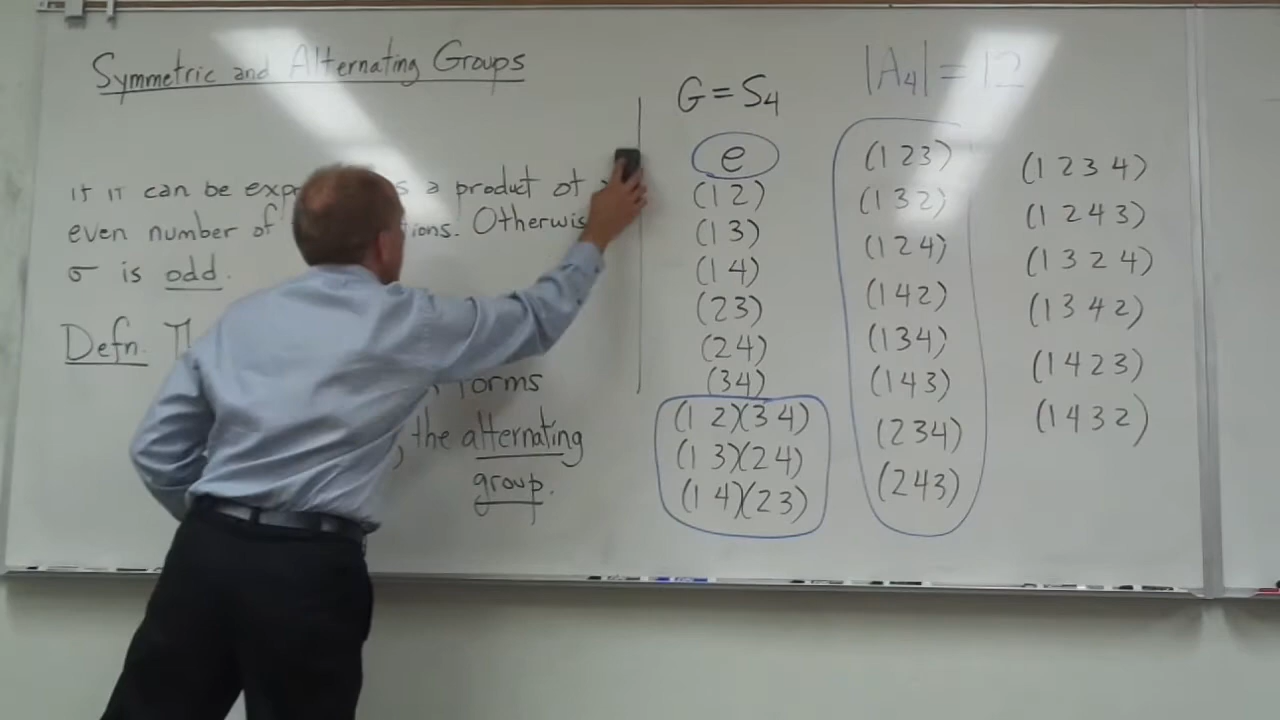 Symmetric and Alternating Groups
if it can be a product of
even number of Otherwis
σ is odd.
Defn.
forms
, the alternating
group.
G = S4
e
(1 2)
(1 3)
(1 4)
(2 3)
(2 4)
(3 4)
(1 2)(3 4)
(1 3)(2 4)
(1 4)(2 3)
|A4| = 12
(1 2 3)
(1 3 2)
(1 2 4)
(1 4 2)
(1 3 4)
(1 4 3)
(2 3 4)
(2 4 3)
(1 2 3 4)
(1 2 4 3)
(1 3 2 4)
(1 3 4 2)
(1 4 2 3)
(1 4 3 2)